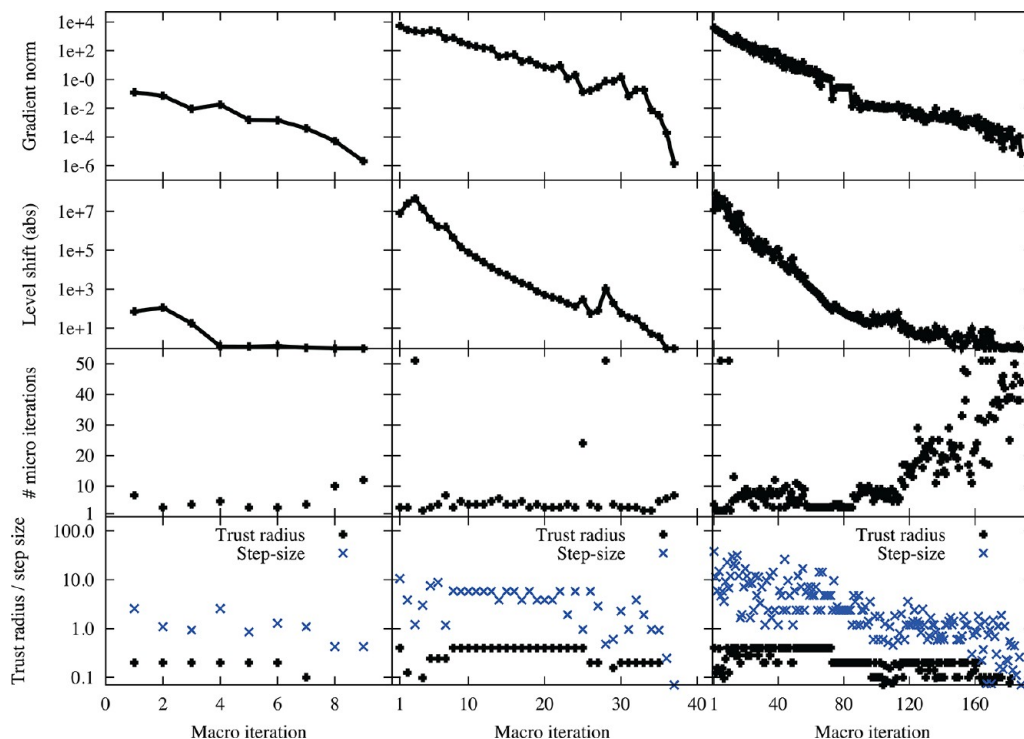 Gradient norm
1e+4
1e+2
1e-0
1e-2
1e-4
1e-6
Level shift (abs)
1e+7
1e+5
1e+3
1e+1
# micro iterations
50
40
30
20
10
1
Trust radius / step size
100.0
10.0
1.0
0.1
Trust radius
Step-size
Trust radius
Step-size
Trust radius
Step-size
0 2 4 6 8 1 10 20 30 40 1 40 80 120 160
Macro iteration Macro iteration Macro iteration